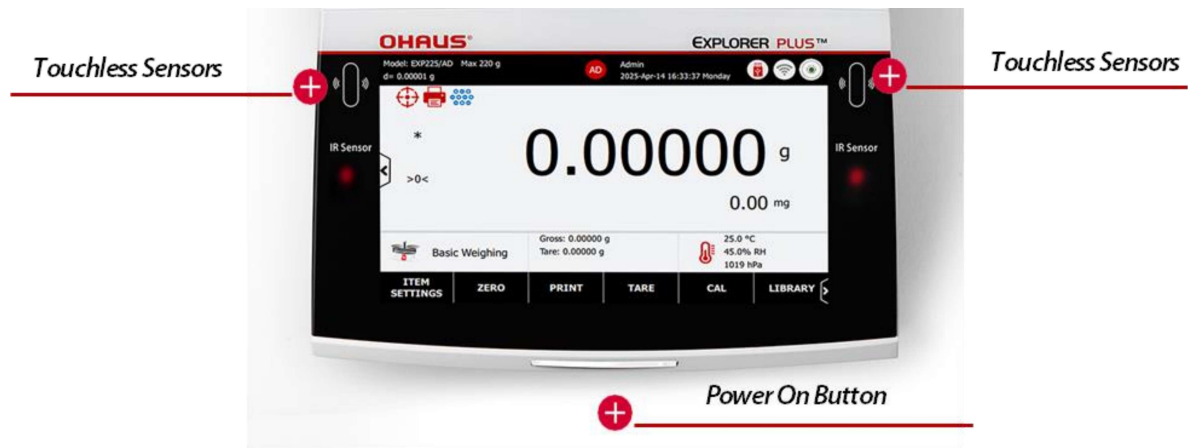 OHAUS®
EXPLORER PLUS™
Touchless Sensors
Touchless Sensors
Model: EXP225/AD Max 220 g
d= 0.00001 g
AD
Admin
2025-Apr-14 16:33:37 Monday
IR Sensor
IR Sensor
*
0.00000 g
>0<
0.00 mg
Basic Weighing
Gross: 0.00000 g
Tare: 0.00000 g
25.0 °C
45.0% RH
1019 hPa
ITEM
SETTINGS
ZERO
PRINT
TARE
CAL
LIBRARY
Power On Button